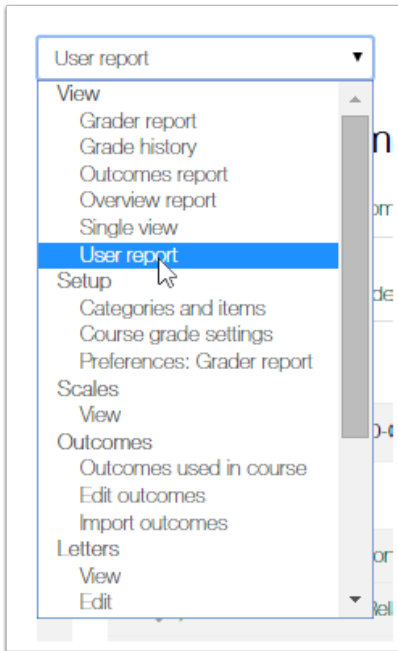 User report
View
Grader report
Grade history
Outcomes report
Overview report
Single view
User report
Setup
Categories and items
Course grade settings
Preferences: Grader report
Scales
View
Outcomes
Outcomes used in course
Edit outcomes
Import outcomes
Letters
View
Edit